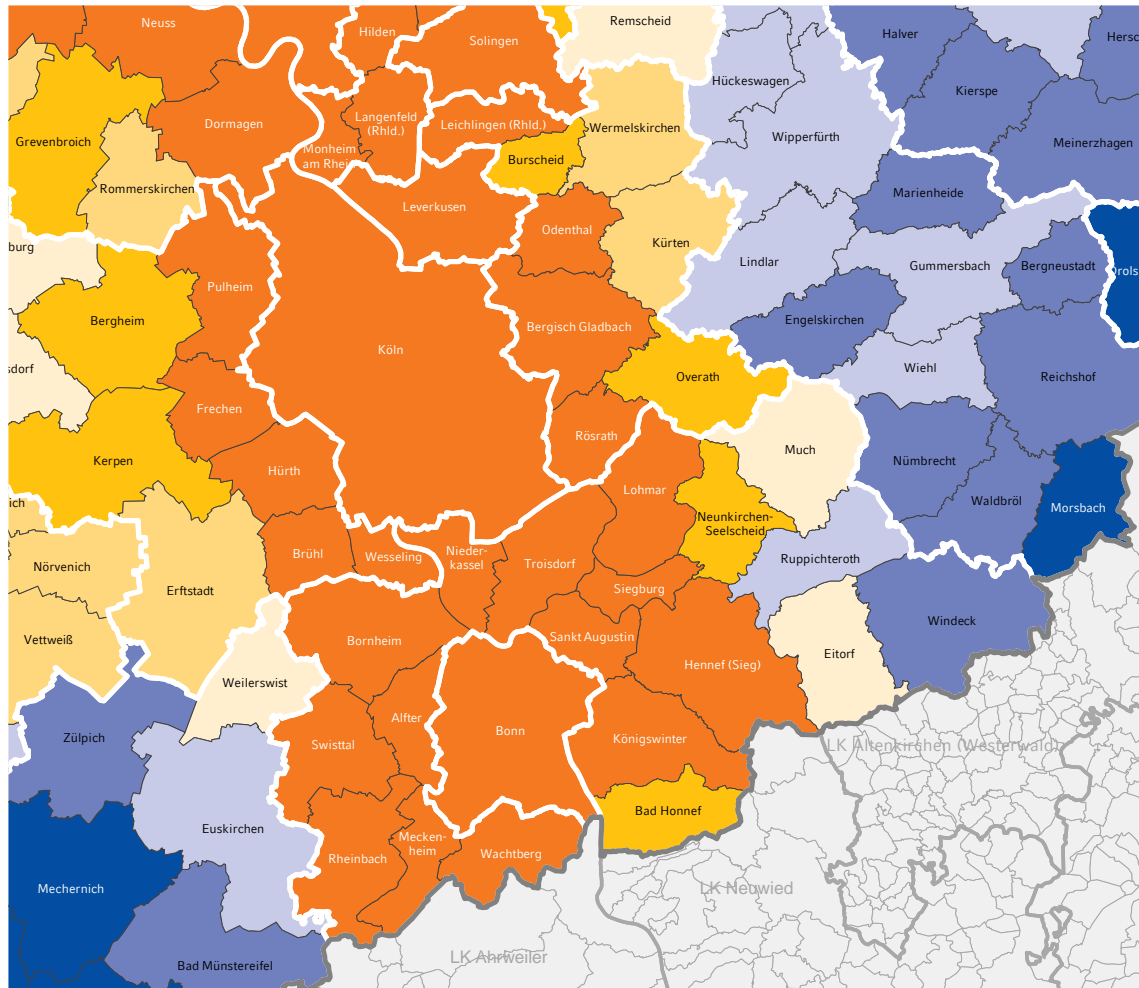 Neuss
Hilden
Solingen
Remscheid
Halver
Hersc
Hückeswagen
Kierspe
Langenfeld
(Rhld.)
Leichlingen (Rhld.)
Wermelskirchen
Wipperfürth
Meinerzhagen
Dormagen
Grevenbroich
Monheim
am Rhei
Burscheid
Rommerskirchen
Marienheide
Leverkusen
Odenthal
Kürten
Lindlar
Gummersbach
Bergneustadt
Drols
burg
Pulheim
Bergheim
Bergisch Gladbach
Engelskirchen
Köln
Wiehl
Reichshof
sdorf
Overath
Frechen
Rösrath
Much
Kerpen
Hürth
Nümbrecht
Lohmar
Waldbröl
Morsbach
ich
Neunkirchen-
Seelscheid
Nörvenich
Brühl
Wesseling
Nieder-
kassel
Troisdorf
Ruppichteroth
Erftstadt
Siegburg
Windeck
Vettweiß
Bornheim
Sankt Augustin
Hennef (Sieg)
Eitorf
Weilerswist
Zülpich
Alfter
Swisttal
Bonn
Königswinter
LK Altenkirchen (Westerwald)
Bad Honnef
Euskirchen
Mecken-
heim
Rheinbach
Wachtberg
Mechernich
LK Neuwied
LK Ahrweiler
Bad Münstereifel